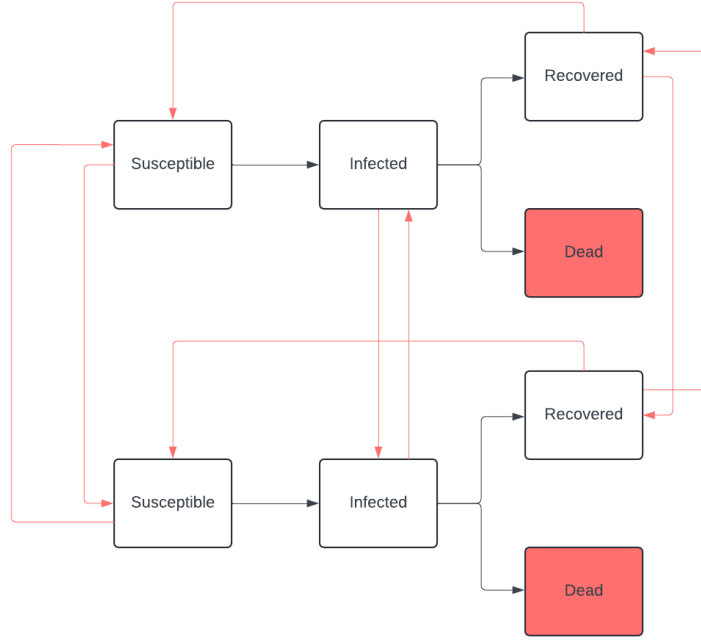 Recovered
Susceptible
Infected
Dead
Recovered
Susceptible
Infected
Dead